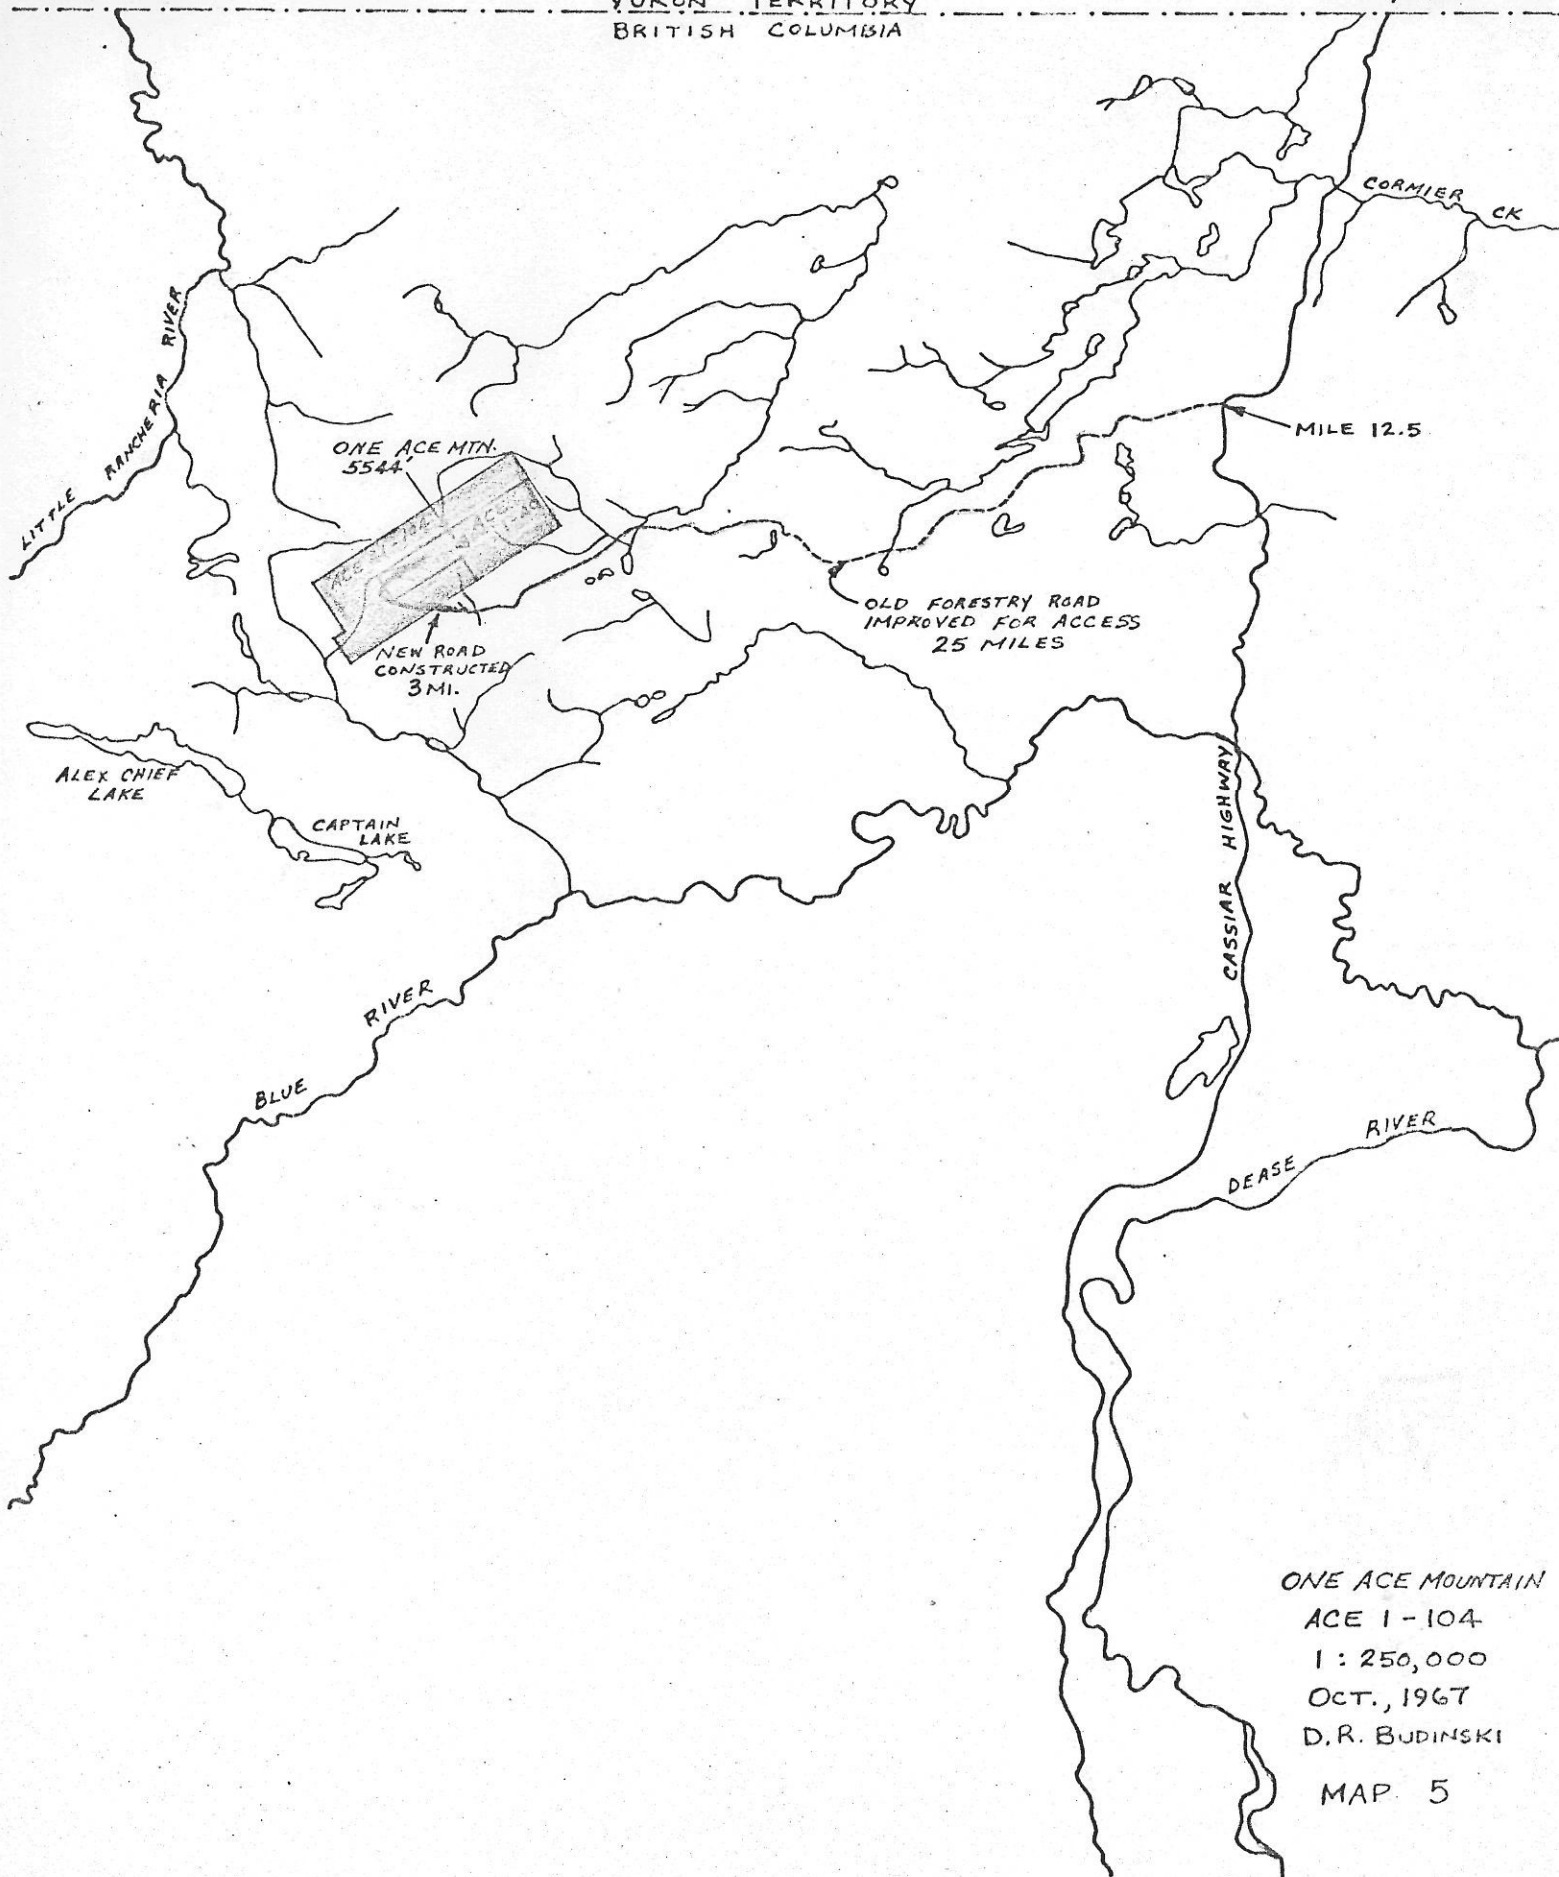 YUKON TERRITORY
BRITISH COLUMBIA
CORMIER CK
LITTLE RANCHERIA RIVER
ONE ACE MTN.
5544'
MILE 12.5
ACE
ACE
OLD FORESTRY ROAD
IMPROVED FOR ACCESS
25 MILES
NEW ROAD
CONSTRUCTED
3 MI.
ALEX CHIEF
LAKE
CAPTAIN
LAKE
CASSIAR HIGHWAY
BLUE RIVER
DEASE RIVER
ONE ACE MOUNTAIN
ACE 1-104
1 : 250,000
OCT., 1967
D.R. BUDINSKI
MAP 5